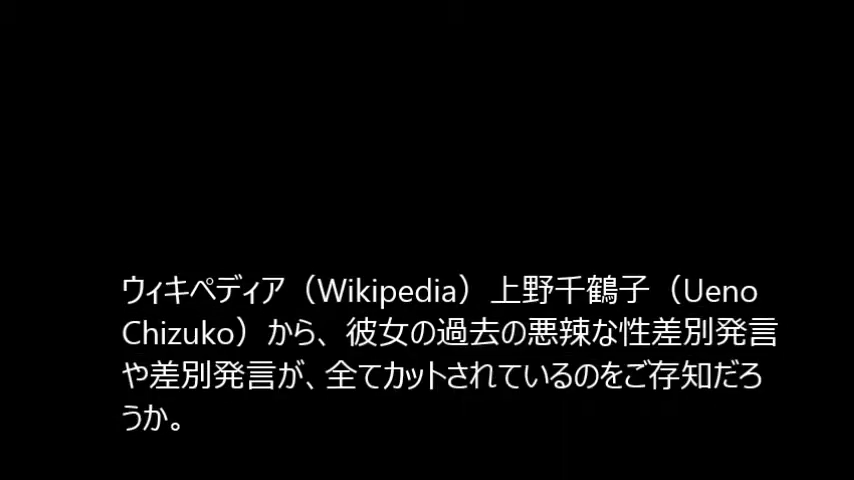 ウィキペディア（Wikipedia）上野千鶴子（Ueno
Chizuko）から、彼女の過去の悪辣な性差別発言
や差別発言が、全てカットされているのをご存知だろ
うか。